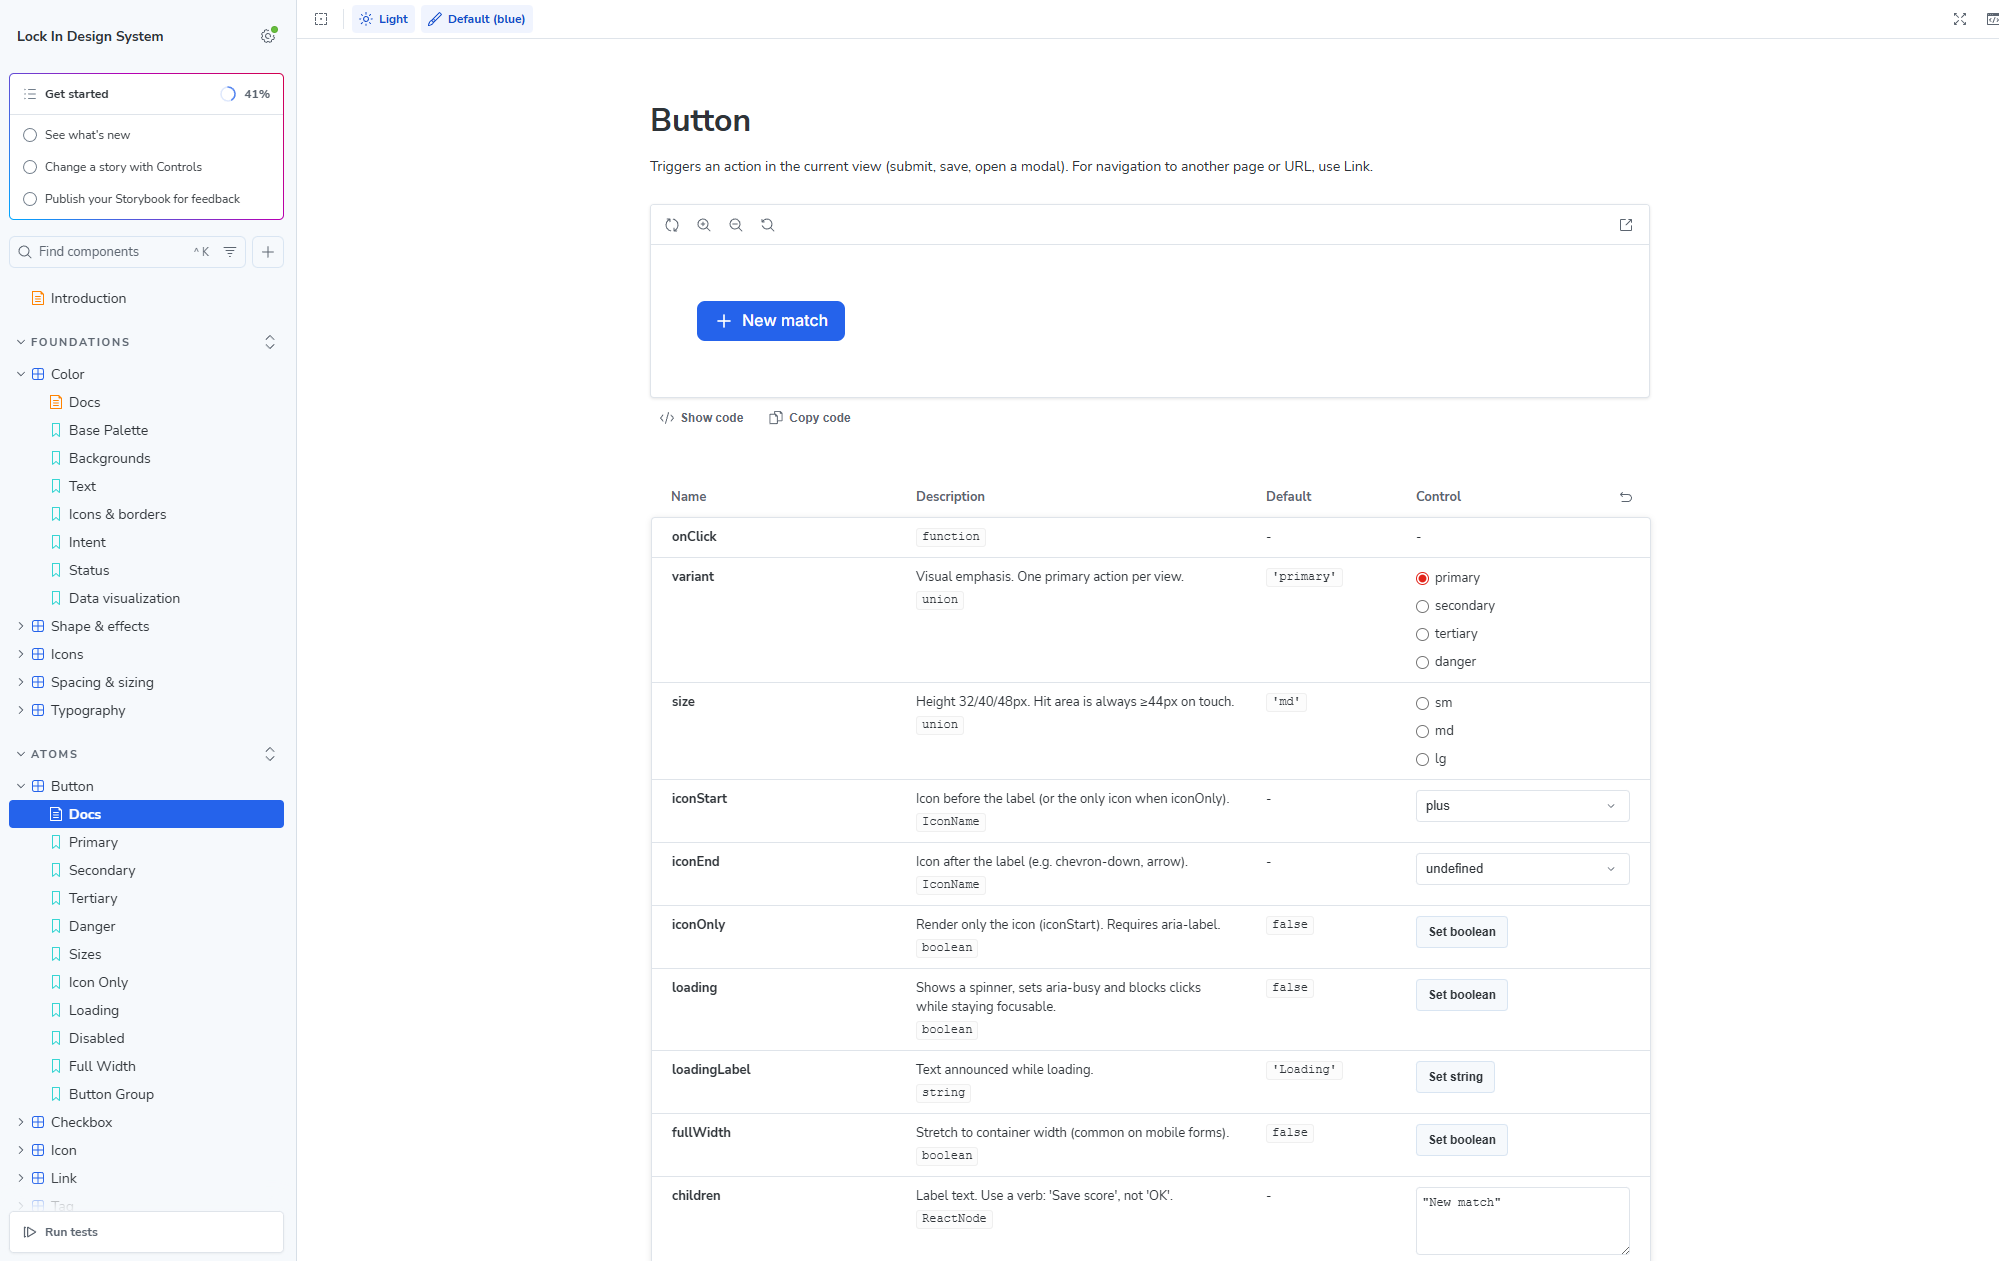 Lock In Design System
Get started 41%
See what's new
Change a story with Controls
Publish your Storybook for feedback
Find components ^ K
Introduction
FOUNDATIONS
Color
Docs
Base Palette
Backgrounds
Text
Icons & borders
Intent
Status
Data visualization
Shape & effects
Icons
Spacing & sizing
Typography
ATOMS
Button
Docs
Primary
Secondary
Tertiary
Danger
Sizes
Icon Only
Loading
Disabled
Full Width
Button Group
Checkbox
Icon
Link
Tag
Run tests
Light Default (blue)
Button
Triggers an action in the current view (submit, save, open a modal). For navigation to another page or URL, use Link.
New match
Show code Copy code
Name Description Default Control
onClick function - -
variant Visual emphasis. One primary action per view. 'primary' primary
union
secondary
tertiary
danger
size Height 32/40/48px. Hit area is always ≥44px on touch. 'md' sm
union
md
lg
iconStart Icon before the label (or the only icon when iconOnly). - plus
IconName
iconEnd Icon after the label (e.g. chevron-down, arrow). - undefined
IconName
iconOnly Render only the icon (iconStart). Requires aria-label. false Set boolean
boolean
loading Shows a spinner, sets aria-busy and blocks clicks false Set boolean
while staying focusable.
boolean
loadingLabel Text announced while loading. 'Loading' Set string
string
fullWidth Stretch to container width (common on mobile forms). false Set boolean
boolean
children Label text. Use a verb: 'Save score', not 'OK'. - "New match"
ReactNode